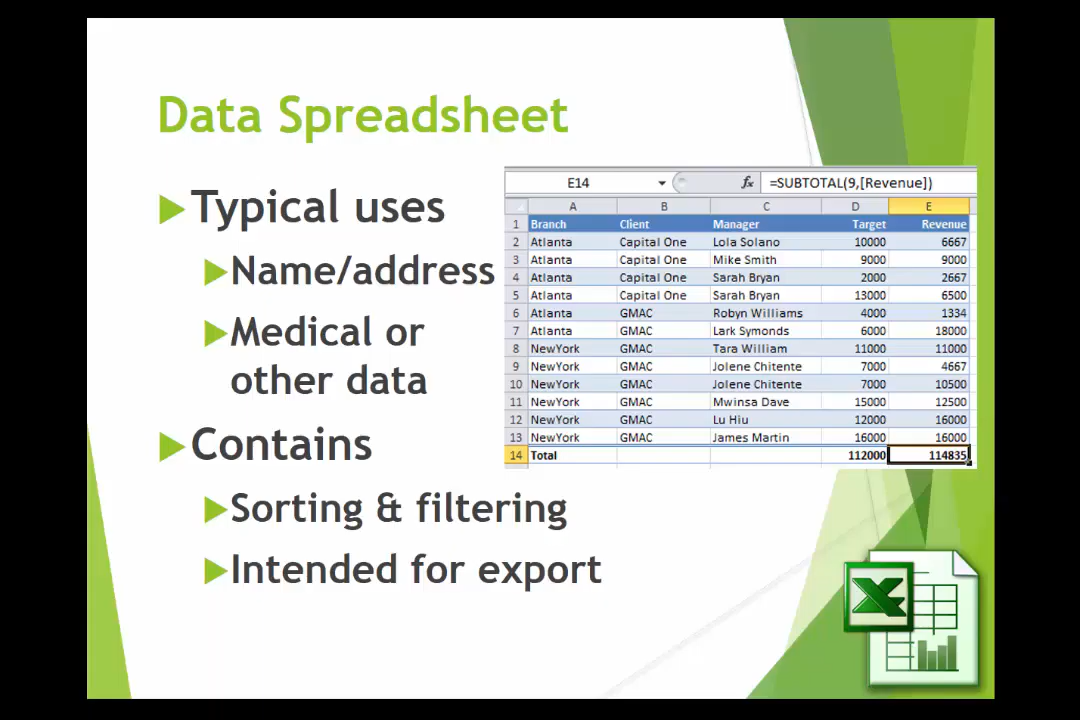 Data Spreadsheet
Typical uses
Name/address
Medical or
other data
Contains
Sorting & filtering
Intended for export
E14 fx =SUBTOTAL(9,[Revenue])
A B C D E
1 Branch Client Manager Target Revenue
2 Atlanta Capital One Lola Solano 10000 6667
3 Atlanta Capital One Mike Smith 9000 9000
4 Atlanta Capital One Sarah Bryan 2000 2667
5 Atlanta Capital One Sarah Bryan 13000 6500
6 Atlanta GMAC Robyn Williams 4000 1334
7 Atlanta GMAC Lark Symonds 6000 18000
8 NewYork GMAC Tara William 11000 11000
9 NewYork GMAC Jolene Chitente 7000 4667
10 NewYork GMAC Jolene Chitente 7000 10500
11 NewYork GMAC Mwinsa Dave 15000 12500
12 NewYork GMAC Lu Hiu 12000 16000
13 NewYork GMAC James Martin 16000 16000
14 Total 112000 114835
X